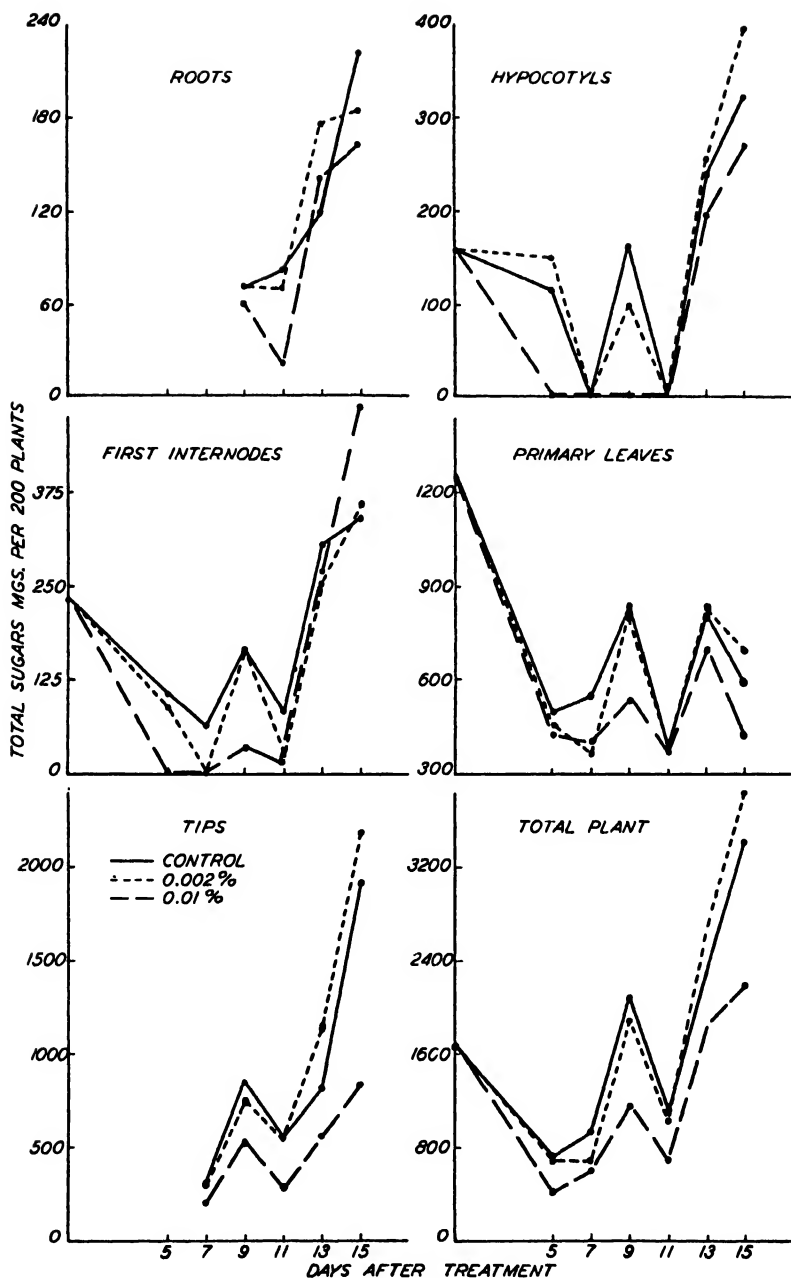 240
180
120
60
0
ROOTS
400
300
200
100
0
HYPOCOTYLS
TOTAL SUGARS MGS. PER 200 PLANTS
375
250
125
0
FIRST INTERNODES
1200
900
600
300
PRIMARY LEAVES
2000
1500
1000
500
0
TIPS
CONTROL
0.002%
0.01%
3200
2400
1600
800
0
TOTAL PLANT
5 7 9 11 13 15
5 7 9 11 13 15
DAYS AFTER TREATMENT